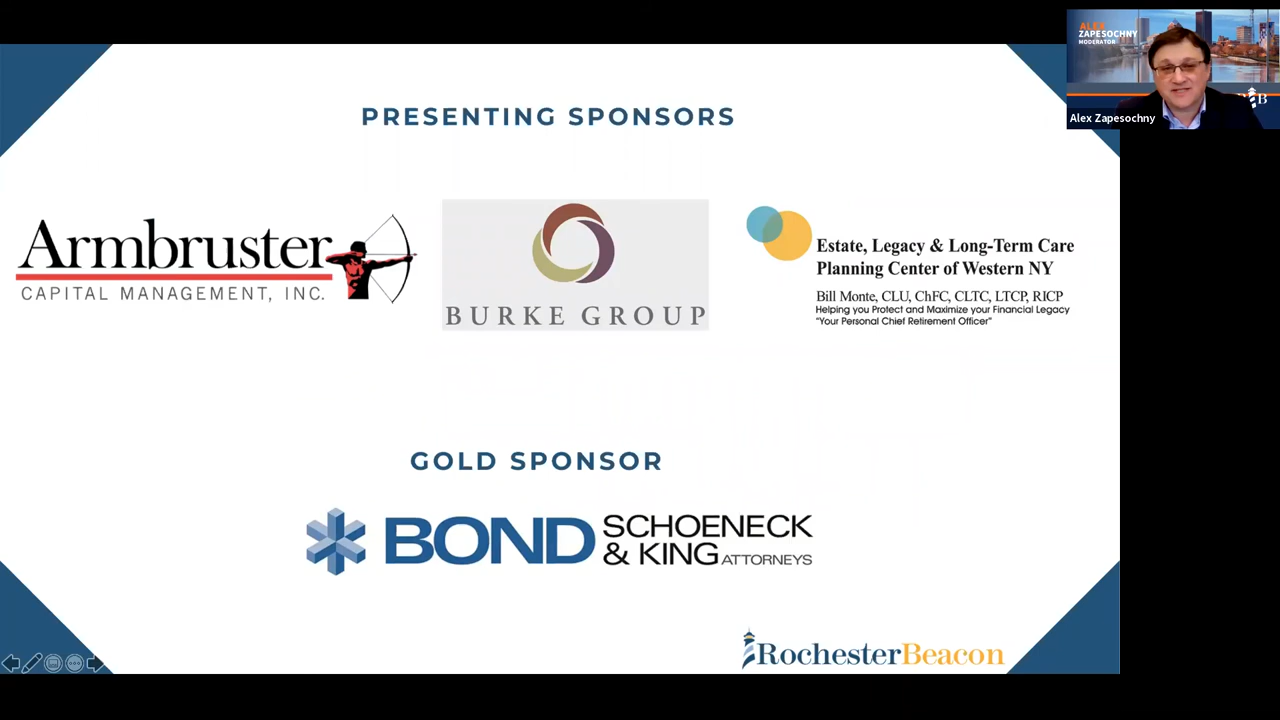 PRESENTING SPONSORS
Armbruster
CAPITAL MANAGEMENT, INC.
BURKE GROUP
Estate, Legacy & Long-Term Care
Planning Center of Western NY
Bill Monte, CLU, ChFC, CLTC, LTCP, RICP
Helping you Protect and Maximize your Financial Legacy
"Your Personal Chief Retirement Officer"
GOLD SPONSOR
BOND
SCHOENECK
& KING ATTORNEYS
RochesterBeacon
ALEX
ZAPESOCHNY
MODERATOR
B
Alex Zapesochny